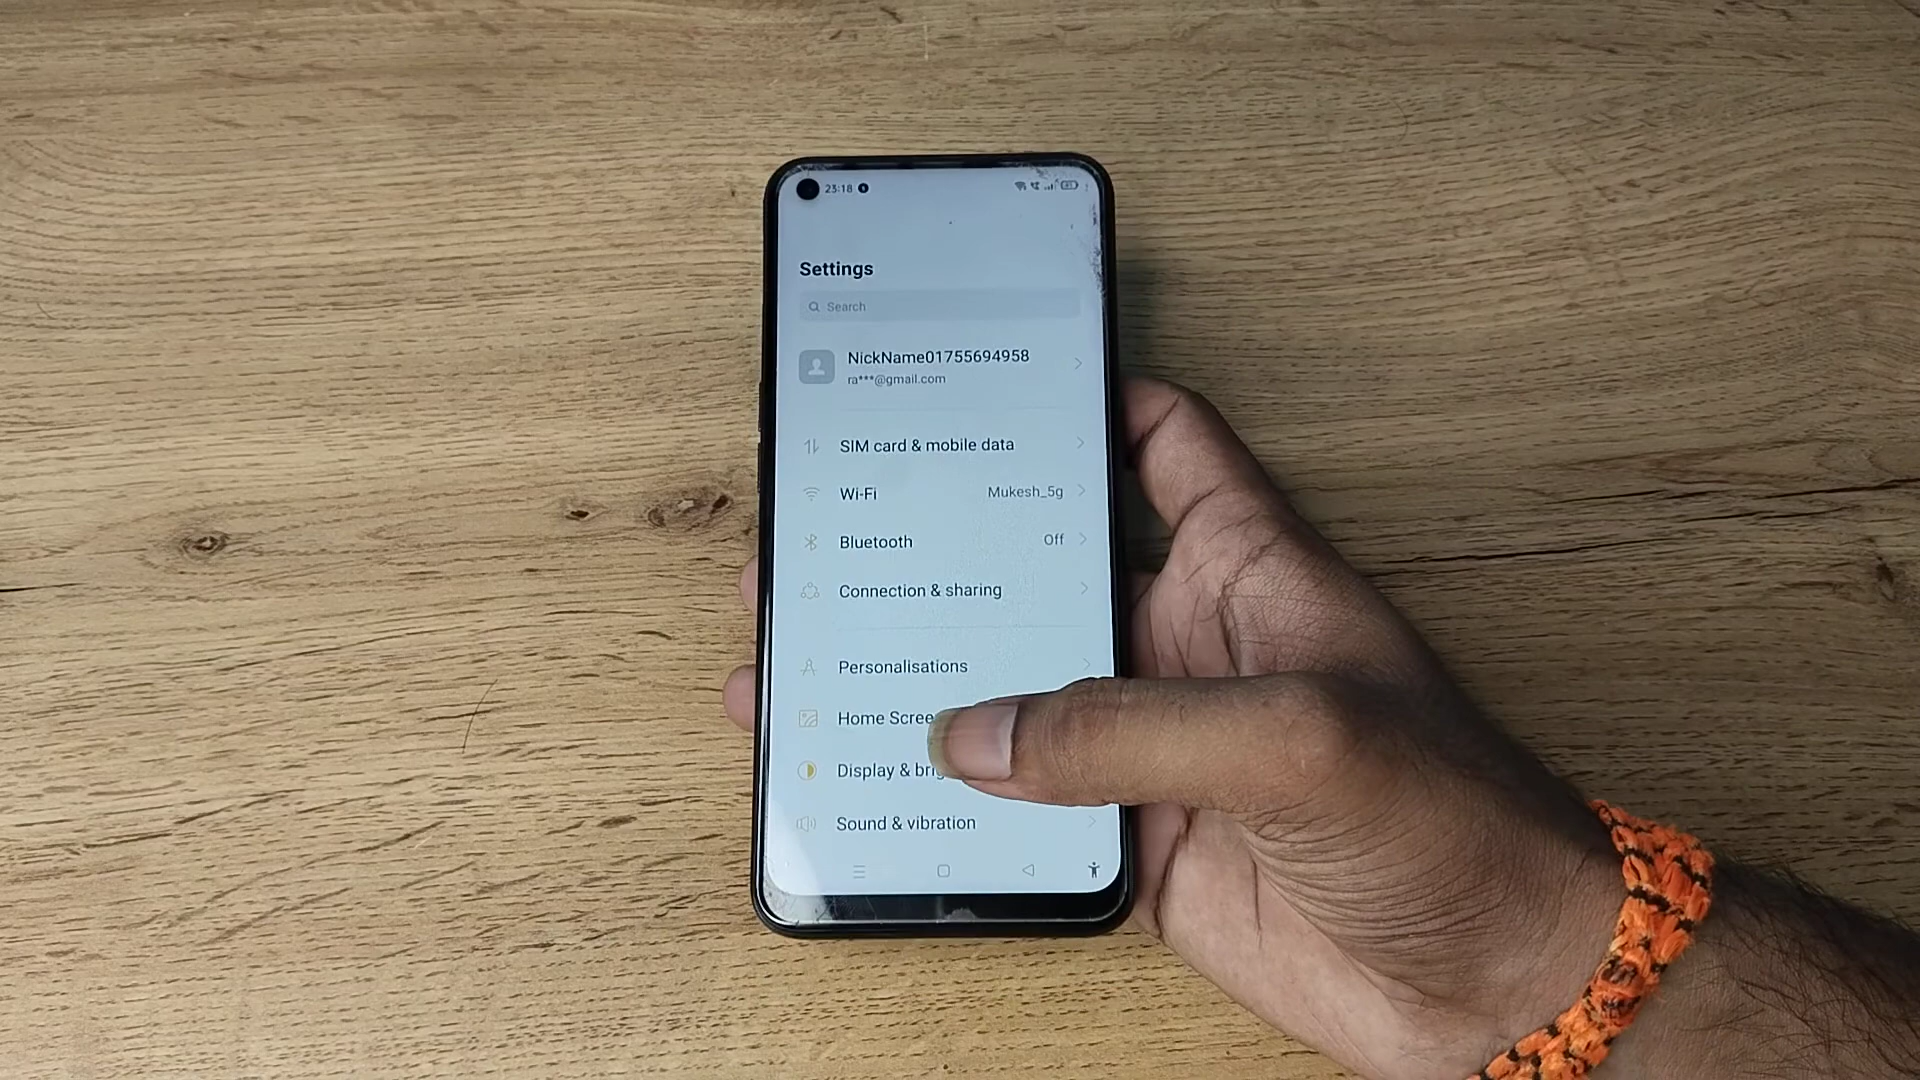 23:18
Settings
Search
NickName01755694958
ra***@gmail.com
SIM card & mobile data
Wi-Fi Mukesh_5g
Bluetooth Off
Connection & sharing
Personalisations
Home Scree
Display & brig
Sound & vibration